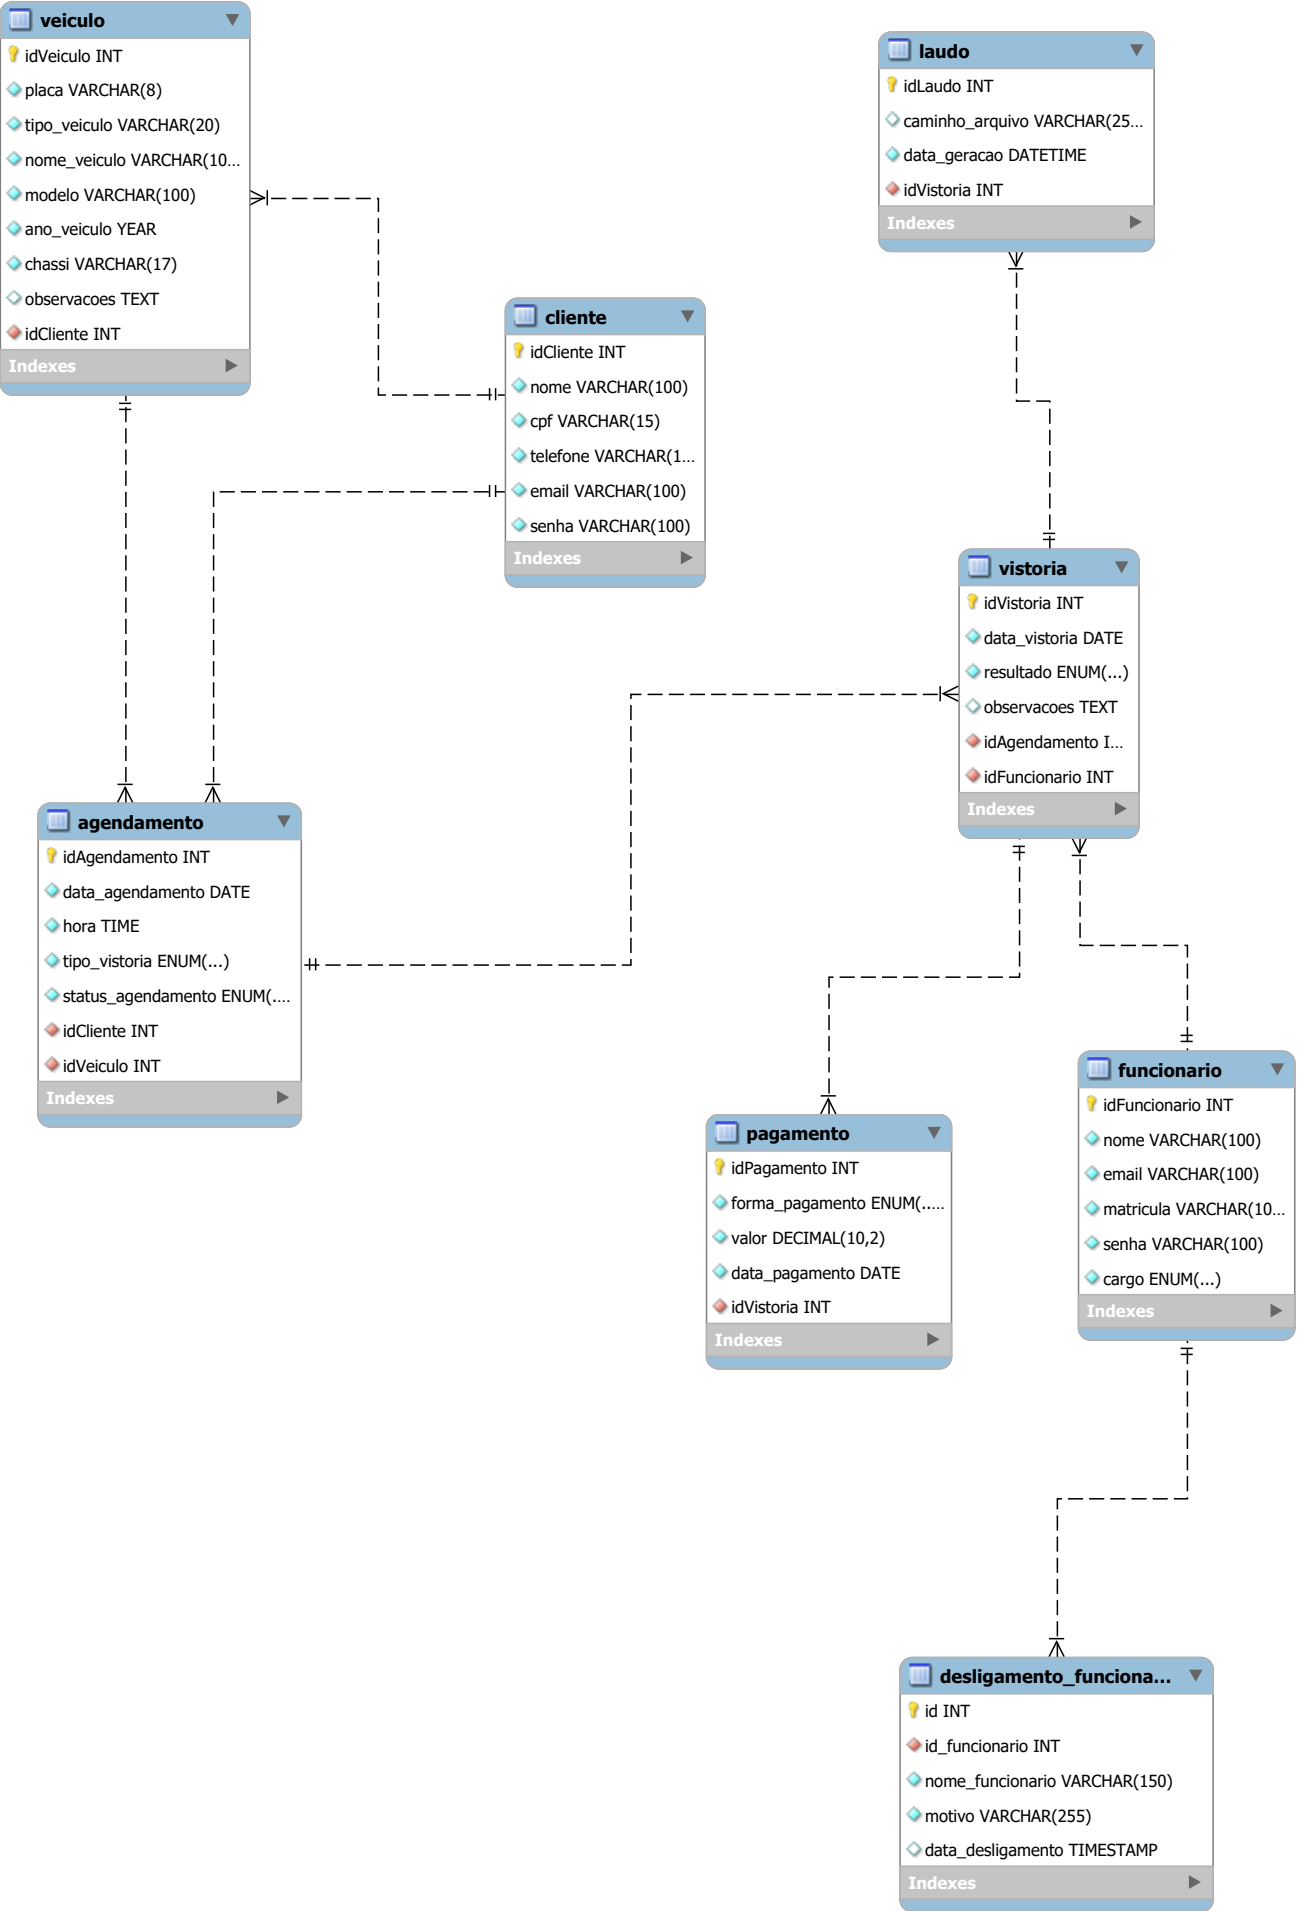 veiculo
idVeiculo INT
placa VARCHAR(8)
tipo_veiculo VARCHAR(20)
nome_veiculo VARCHAR(10...
modelo VARCHAR(100)
ano_veiculo YEAR
chassi VARCHAR(17)
observacoes TEXT
idCliente INT
Indexes
laudo
idLaudo INT
caminho_arquivo VARCHAR(25...
data_geracao DATETIME
idVistoria INT
Indexes
cliente
idCliente INT
nome VARCHAR(100)
cpf VARCHAR(15)
telefone VARCHAR(1...
email VARCHAR(100)
senha VARCHAR(100)
Indexes
vistoria
idVistoria INT
data_vistoria DATE
resultado ENUM(...)
observacoes TEXT
idAgendamento I...
idFuncionario INT
Indexes
agendamento
idAgendamento INT
data_agendamento DATE
hora TIME
tipo_vistoria ENUM(...)
status_agendamento ENUM(....
idCliente INT
idVeiculo INT
Indexes
pagamento
idPagamento INT
forma_pagamento ENUM(.....
valor DECIMAL(10,2)
data_pagamento DATE
idVistoria INT
Indexes
funcionario
idFuncionario INT
nome VARCHAR(100)
email VARCHAR(100)
matricula VARCHAR(10...
senha VARCHAR(100)
cargo ENUM(...)
Indexes
desligamento_funciona...
id INT
id_funcionario INT
nome_funcionario VARCHAR(150)
motivo VARCHAR(255)
data_desligamento TIMESTAMP
Indexes